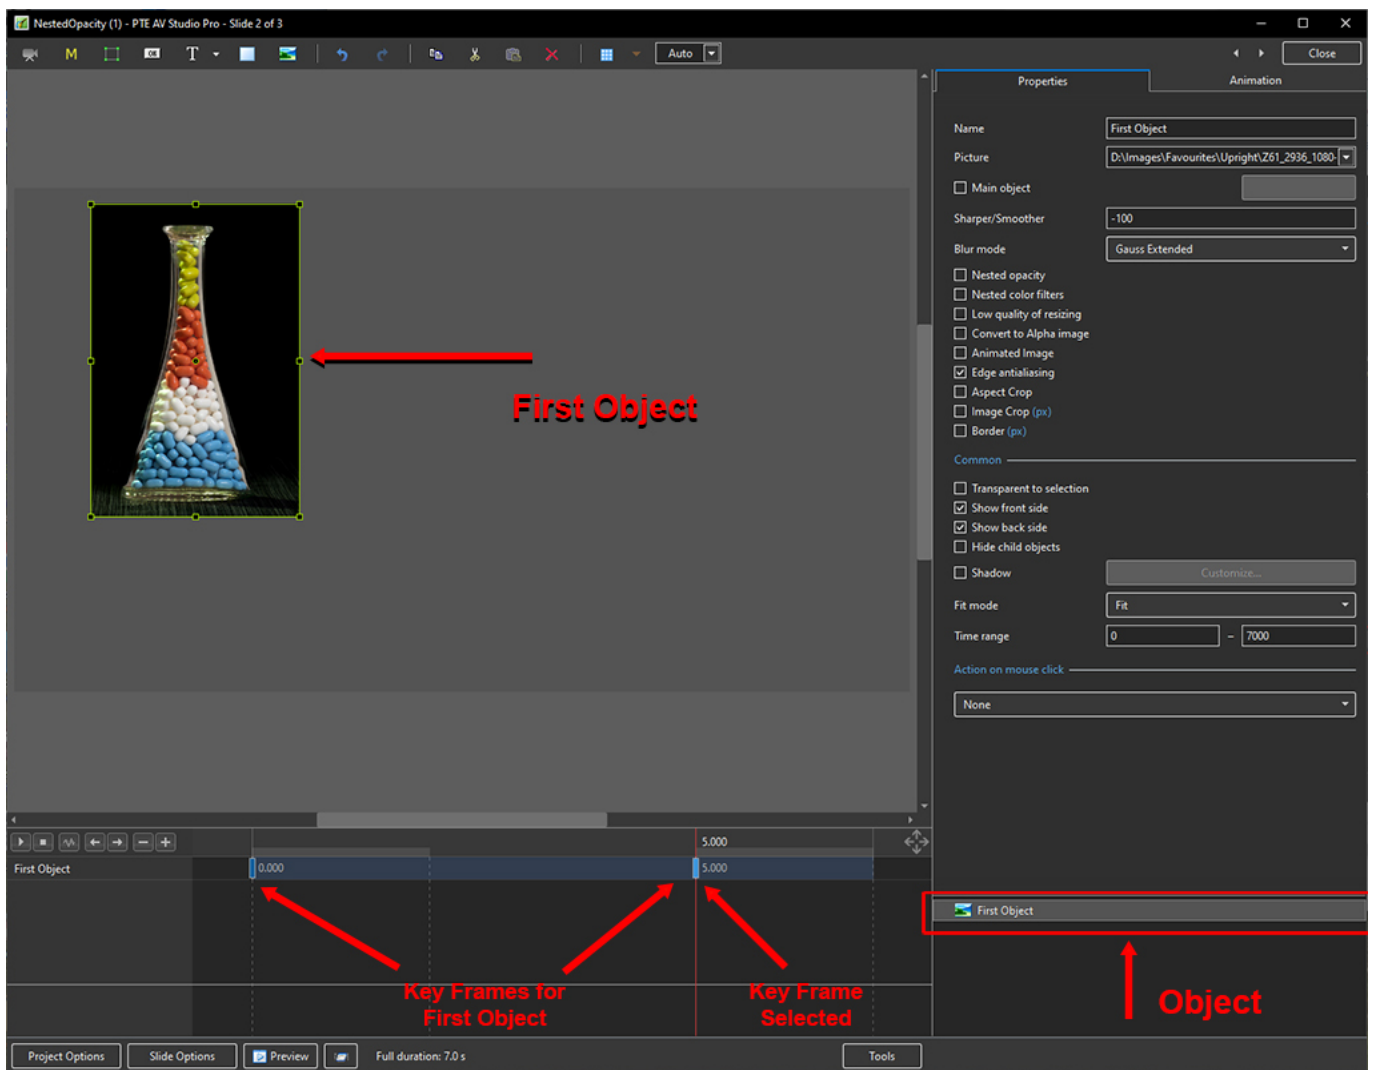 NestedOpacity (1) - PTE AV Studio Pro - Slide 2 of 3
M OK T Auto Close
Properties Animation
Name First Object
Picture D:\Images\Favourites\Upright\Z61_2936_1080-
Main object
Sharper/Smoother -100
Blur mode Gauss Extended
Nested opacity
Nested color filters
Low quality of resizing
Convert to Alpha image
Animated Image
Edge antialiasing
Aspect Crop
Image Crop (px)
Border (px)
Common
Transparent to selection
Show front side
Show back side
Hide child objects
Shadow Customize...
Fit mode Fit
Time range 0 – 7000
Action on mouse click
None
First Object
5.000
First Object 0.000 5.000
First Object
Key Frames for
First Object
Key Frame
Selected
Object
Project Options Slide Options Preview Full duration: 7.0 s Tools